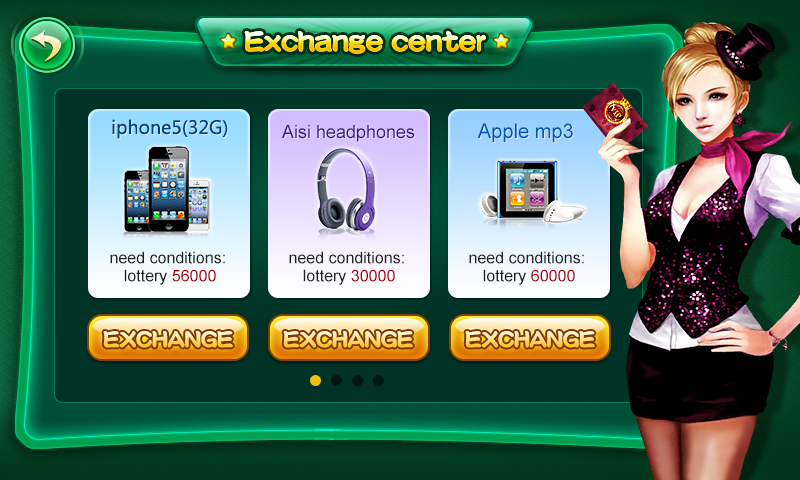 Exchange center
iphone5(32G)
need conditions:
lottery 56000
EXCHANGE
Aisi headphones
need conditions:
lottery 30000
EXCHANGE
Apple mp3
need conditions:
lottery 60000
EXCHANGE